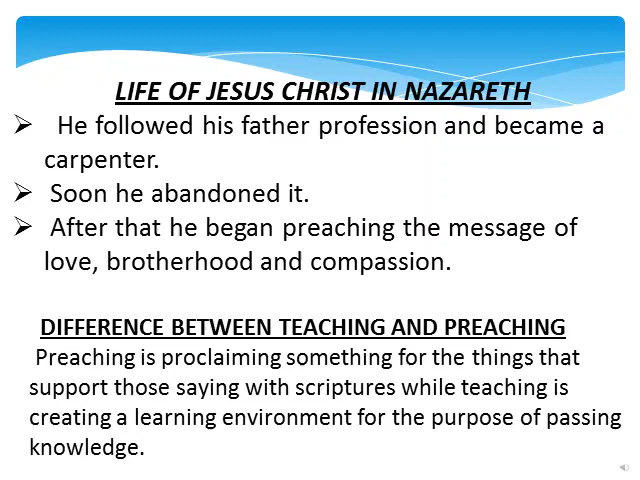 LIFE OF JESUS CHRIST IN NAZARETH
➢ He followed his father profession and became a
carpenter.
➢ Soon he abandoned it.
➢ After that he began preaching the message of
love, brotherhood and compassion.
DIFFERENCE BETWEEN TEACHING AND PREACHING
Preaching is proclaiming something for the things that
support those saying with scriptures while teaching is
creating a learning environment for the purpose of passing
knowledge.